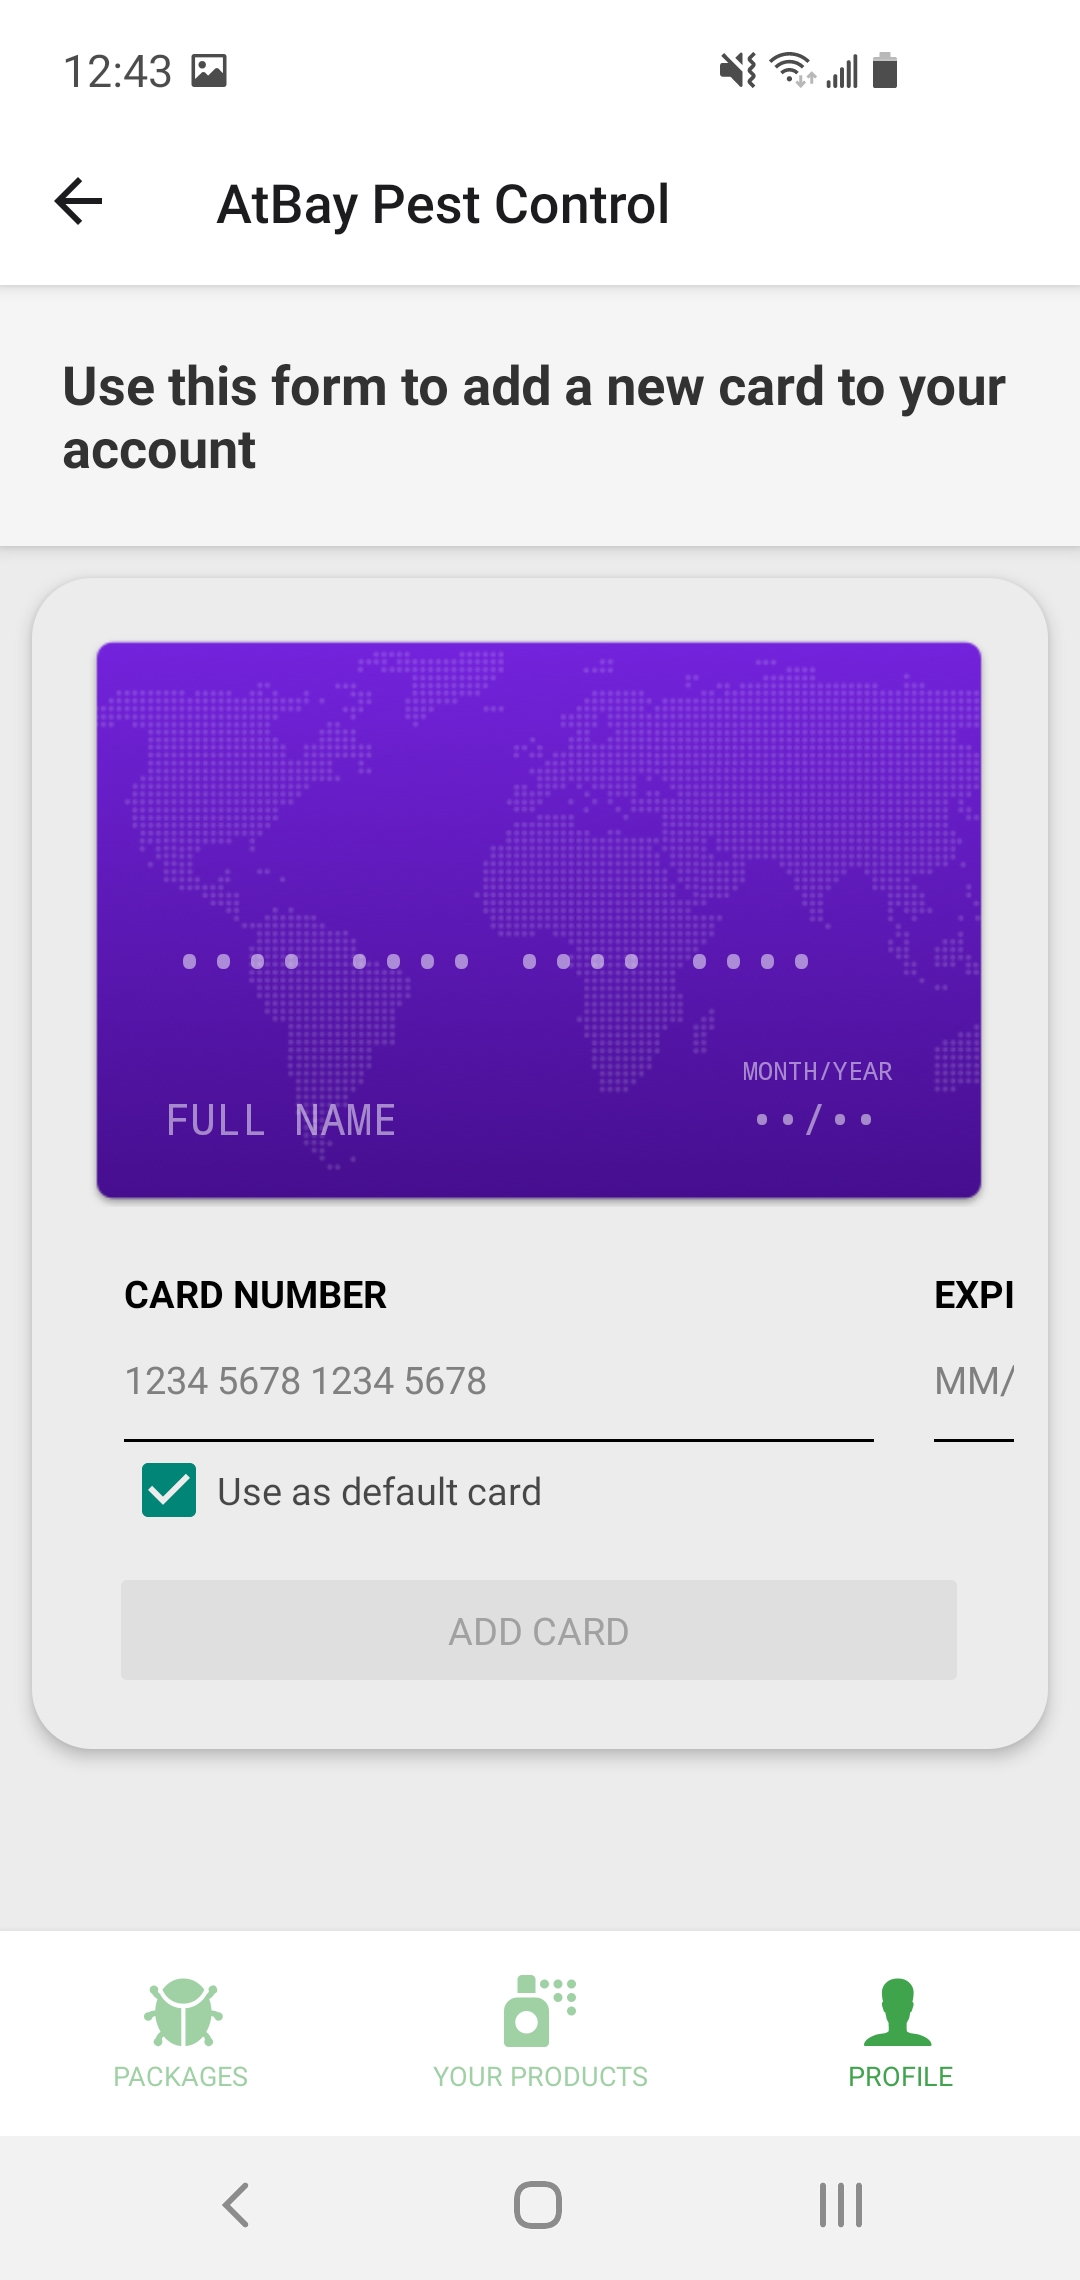 12:43
AtBay Pest Control
Use this form to add a new card to your
account
•••• •••• •••• ••••
MONTH/YEAR
FULL NAME ••/••
CARD NUMBER EXPI
1234 5678 1234 5678 MM/
Use as default card
ADD CARD
PACKAGES YOUR PRODUCTS PROFILE